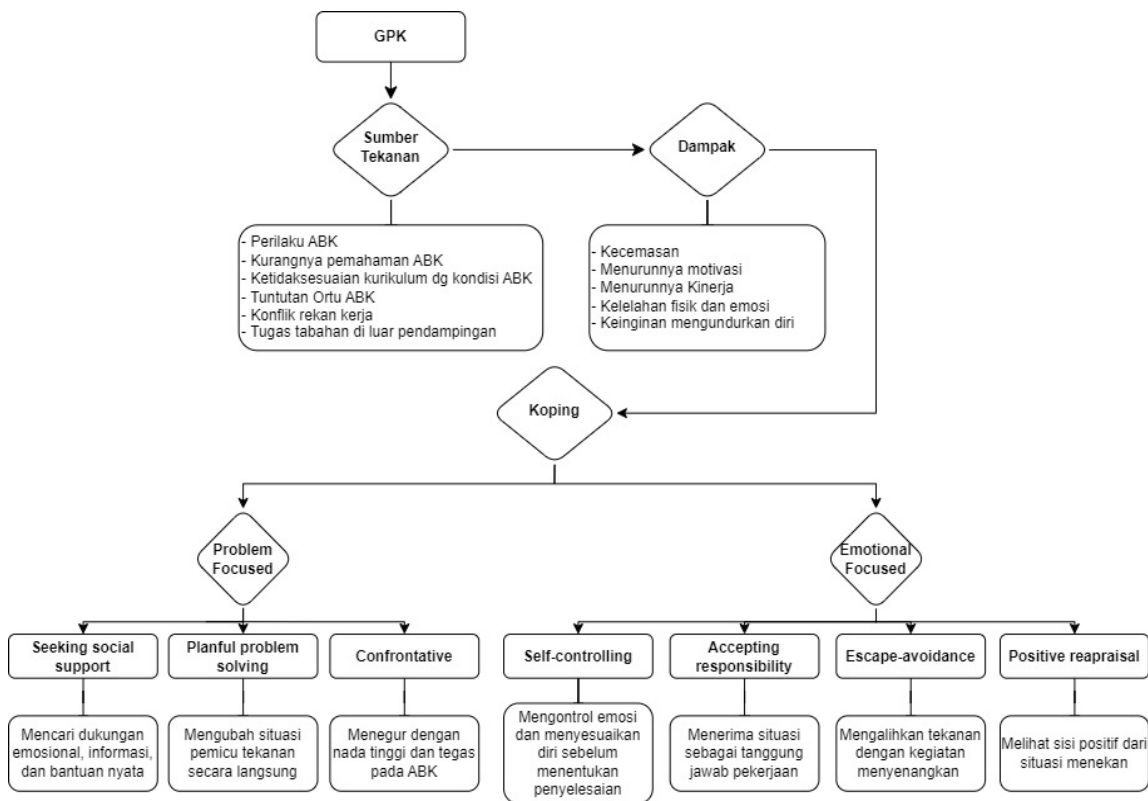 GPK
Sumber
Tekanan
Dampak
- Perilaku ABK
- Kurangnya pemahaman ABK
- Ketidaksesuaian kurikulum dg kondisi ABK
- Tuntutan Ortu ABK
- Konflik rekan kerja
- Tugas tabahan di luar pendampingan
- Kecemasan
- Menurunnya motivasi
- Menurunnya Kinerja
- Kelelahan fisik dan emosi
- Keinginan mengundurkan diri
Koping
Problem
Focused
Emotional
Focused
Seeking social
support
Planful problem
solving
Confrontative
Self-controlling
Accepting
responsibility
Escape-avoidance
Positive reapraisal
Mencari dukungan
emosional, informasi,
dan bantuan nyata
Mengubah situasi
pemicu tekanan
secara langsung
Menegur dengan
nada tinggi dan tegas
pada ABK
Mengontrol emosi
dan menyesuaikan
diri sebelum
menentukan
penyelesaian
Menerima situasi
sebagai tanggung
jawab pekerjaan
Mengalihkan tekanan
dengan kegiatan
menyenangkan
Melihat sisi positif dari
situasi menekan